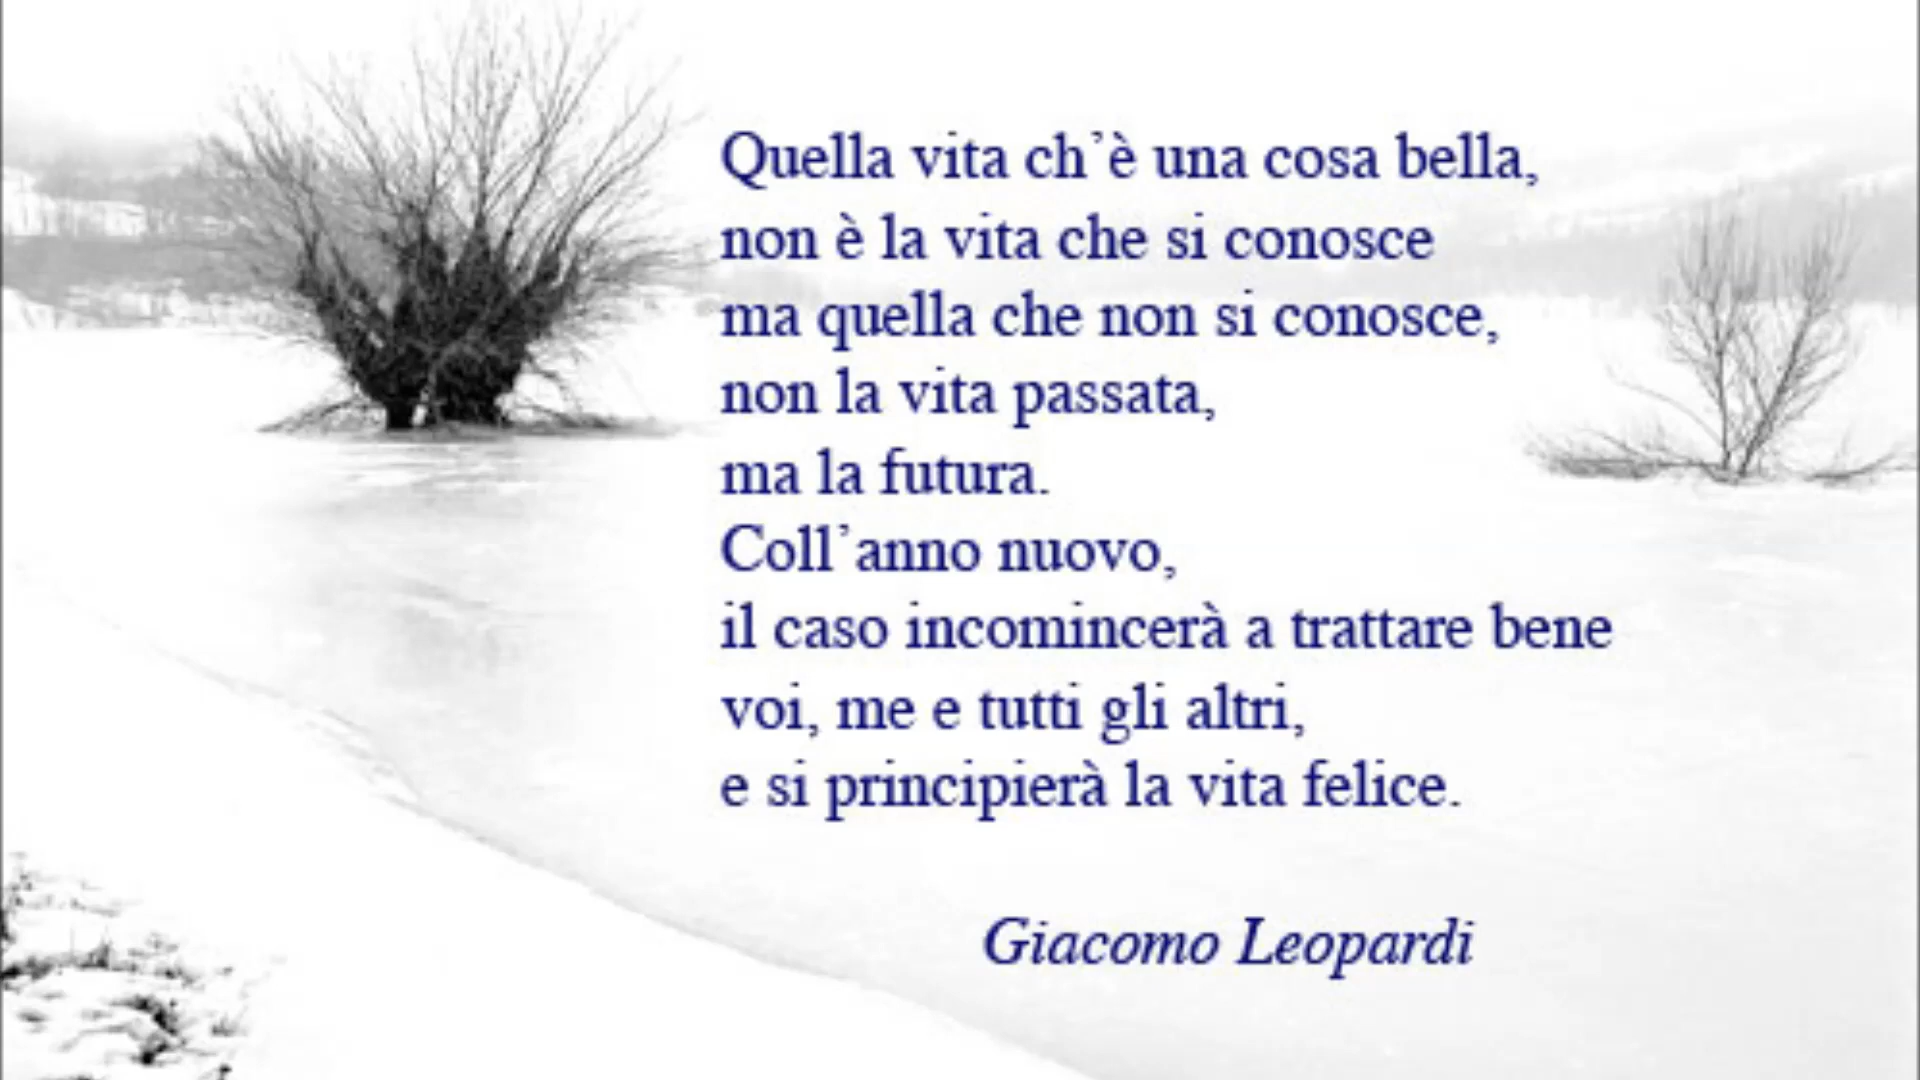 Quella vita ch’è una cosa bella,
non è la vita che si conosce
ma quella che non si conosce,
non la vita passata,
ma la futura.
Coll’anno nuovo,
il caso incomincerà a trattare bene
voi, me e tutti gli altri,
e si principierà la vita felice.
Giacomo Leopardi